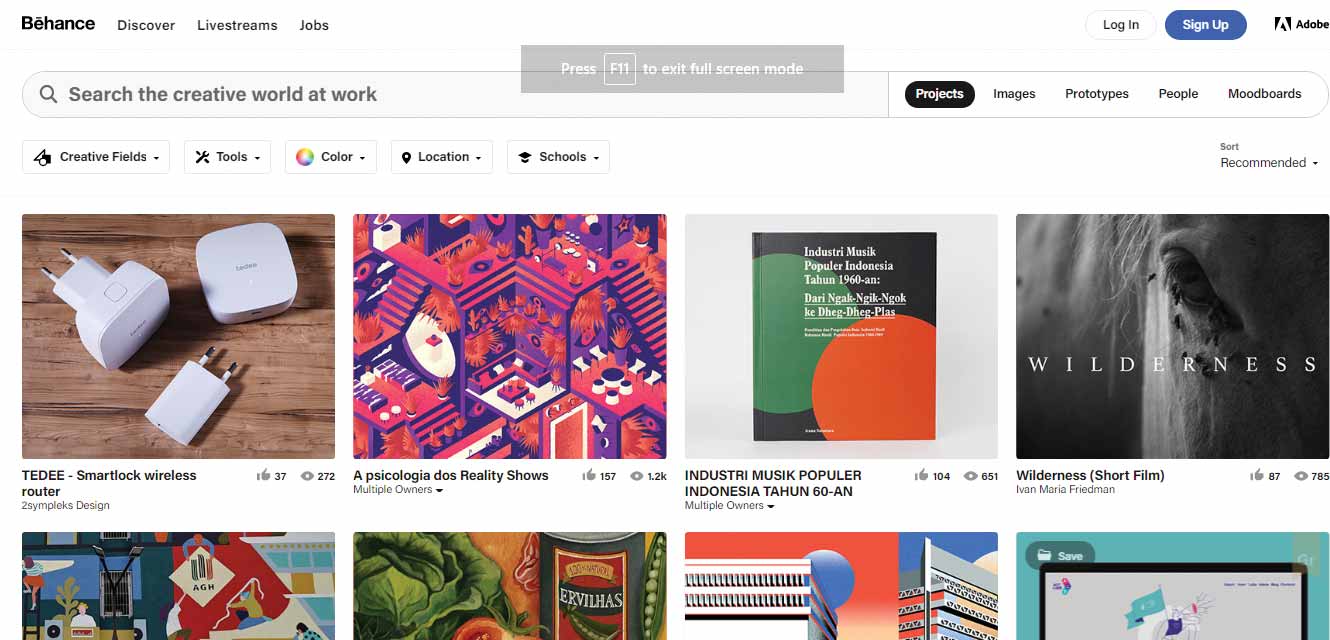 Bēhance Discover Livestreams Jobs Log In Sign Up Adobe
Press F11 to exit full screen mode
Search the creative world at work Projects Images Prototypes People Moodboards
Creative Fields Tools Color Location Schools
Sort
Recommended
tedee
tedee
Industri Musik
Populer Indonesia
Tahun 1960-an:
Dari Ngak-Ngik-Ngok
ke Dheg-Dheg-Plas
WILDERNESS
TEDEE - Smartlock wireless
router
37 272
2sympleks Design
A psicologia dos Reality Shows 157 1.2k
Multiple Owners
INDUSTRI MUSIK POPULER
INDONESIA TAHUN 60-AN
104 651
Multiple Owners
Wilderness (Short Film) 87 785
Ivan Maria Friedman
AGH
ERVILHAS
Save